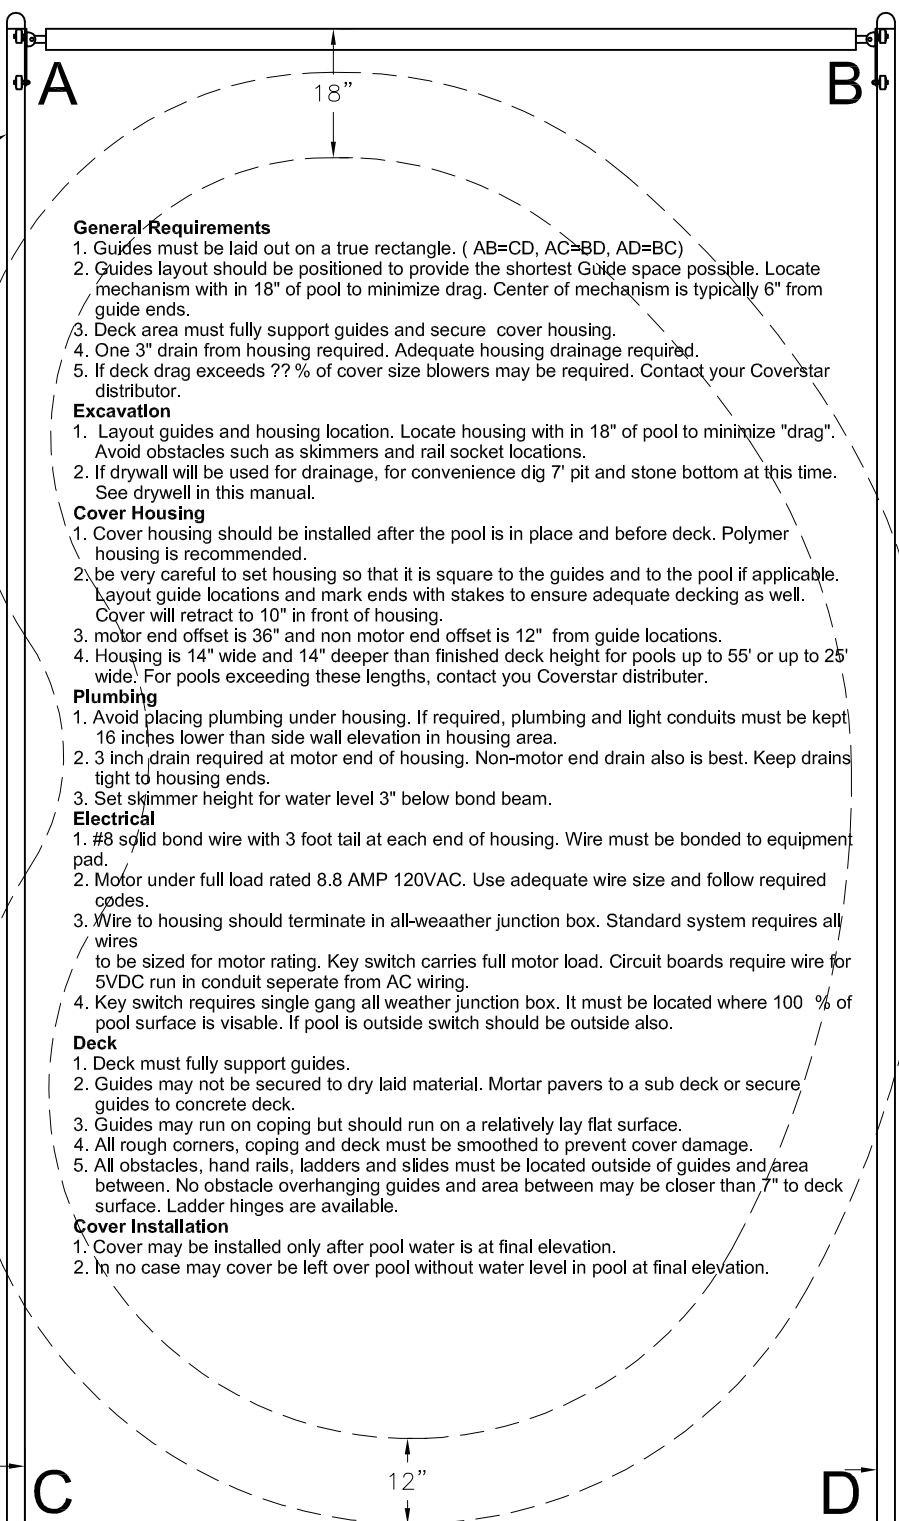 A
B
18”
General Requirements
1. Guides must be laid out on a true rectangle. ( AB=CD, AC=BD, AD=BC)
2. Guides layout should be positioned to provide the shortest Guide space possible. Locate
mechanism with in 18" of pool to minimize drag. Center of mechanism is typically 6" from
guide ends.
3. Deck area must fully support guides and secure cover housing.
4. One 3" drain from housing required. Adequate housing drainage required.
5. If deck drag exceeds ?? % of cover size blowers may be required. Contact your Coverstar
distributor.
Excavation
1. Layout guides and housing location. Locate housing with in 18" of pool to minimize "drag".
Avoid obstacles such as skimmers and rail socket locations.
2. If drywall will be used for drainage, for convenience dig 7' pit and stone bottom at this time.
See drywell in this manual.
Cover Housing
1. Cover housing should be installed after the pool is in place and before deck. Polymer
housing is recommended.
2. be very careful to set housing so that it is square to the guides and to the pool if applicable.
Layout guide locations and mark ends with stakes to ensure adequate decking as well.
Cover will retract to 10" in front of housing.
3. motor end offset is 36" and non motor end offset is 12" from guide locations.
4. Housing is 14" wide and 14" deeper than finished deck height for pools up to 55' or up to 25'
wide. For pools exceeding these lengths, contact you Coverstar distributer.
Plumbing
1. Avoid placing plumbing under housing. If required, plumbing and light conduits must be kept
16 inches lower than side wall elevation in housing area.
2. 3 inch drain required at motor end of housing. Non-motor end drain also is best. Keep drains
tight to housing ends.
3. Set skimmer height for water level 3" below bond beam.
Electrical
1. #8 solid bond wire with 3 foot tail at each end of housing. Wire must be bonded to equipment
pad.
2. Motor under full load rated 8.8 AMP 120VAC. Use adequate wire size and follow required
codes.
3. Wire to housing should terminate in all-weaather junction box. Standard system requires all
wires
to be sized for motor rating. Key switch carries full motor load. Circuit boards require wire for
5VDC run in conduit seperate from AC wiring.
4. Key switch requires single gang all weather junction box. It must be located where 100 % of
pool surface is visable. If pool is outside switch should be outside also.
Deck
1. Deck must fully support guides.
2. Guides may not be secured to dry laid material. Mortar pavers to a sub deck or secure
guides to concrete deck.
3. Guides may run on coping but should run on a relatively lay flat surface.
4. All rough corners, coping and deck must be smoothed to prevent cover damage.
5. All obstacles, hand rails, ladders and slides must be located outside of guides and area
between. No obstacle overhanging guides and area between may be closer than 7" to deck
surface. Ladder hinges are available.
Cover Installation
1. Cover may be installed only after pool water is at final elevation.
2. In no case may cover be left over pool without water level in pool at final elevation.
12”
C
D